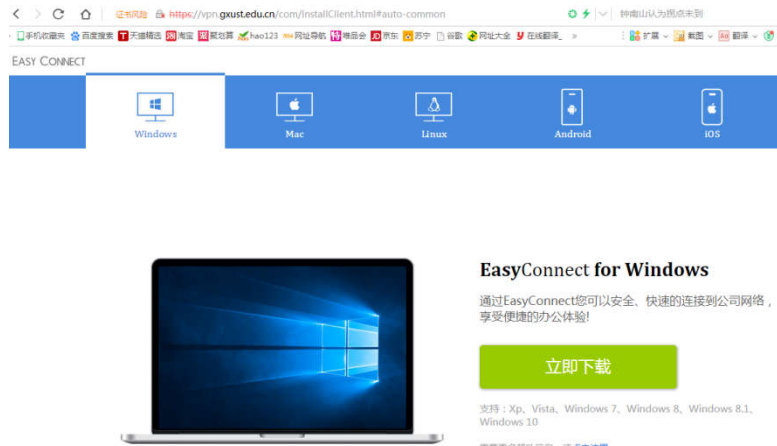 证书风险 https://vpn.gxust.edu.cn/com/installClient.html#auto-common 钟南山认为拐点未到
手机收藏夹 百度搜索 T 天猫精选 淘宝 聚划算 hao123 网址导航 特 唯品会 JD 京东 苏宁 谷歌 网址大全 在线翻译_ » 扩展 截图 翻译
EASY CONNECT
Windows Mac Linux Android iOS
EasyConnect for Windows
通过EasyConnect您可以安全、快速的连接到公司网络，
享受便捷的办公体验!
立即下载
支持：Xp、Vista、Windows 7、Windows 8、Windows 8.1、
Windows 10